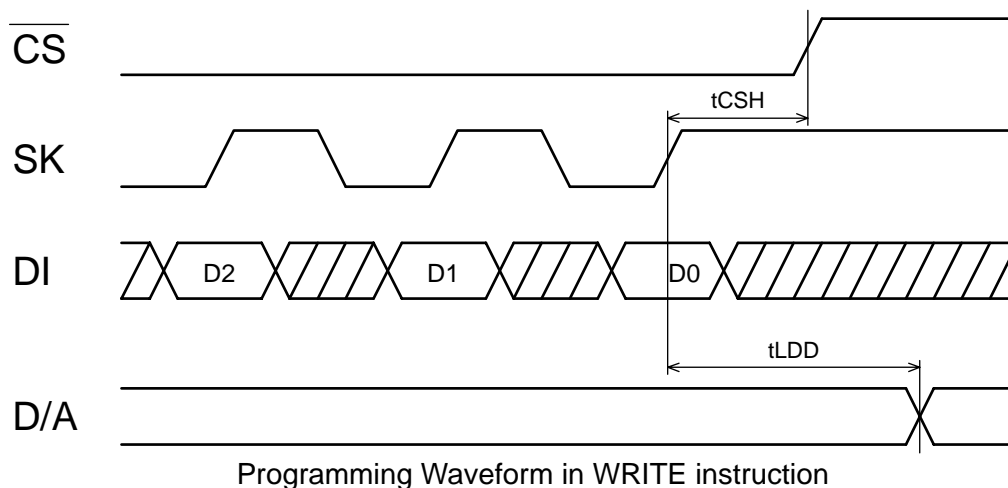 CS
tCSH
SK
DI D2 D1 D0
tLDD
D/A
Programming Waveform in WRITE instruction